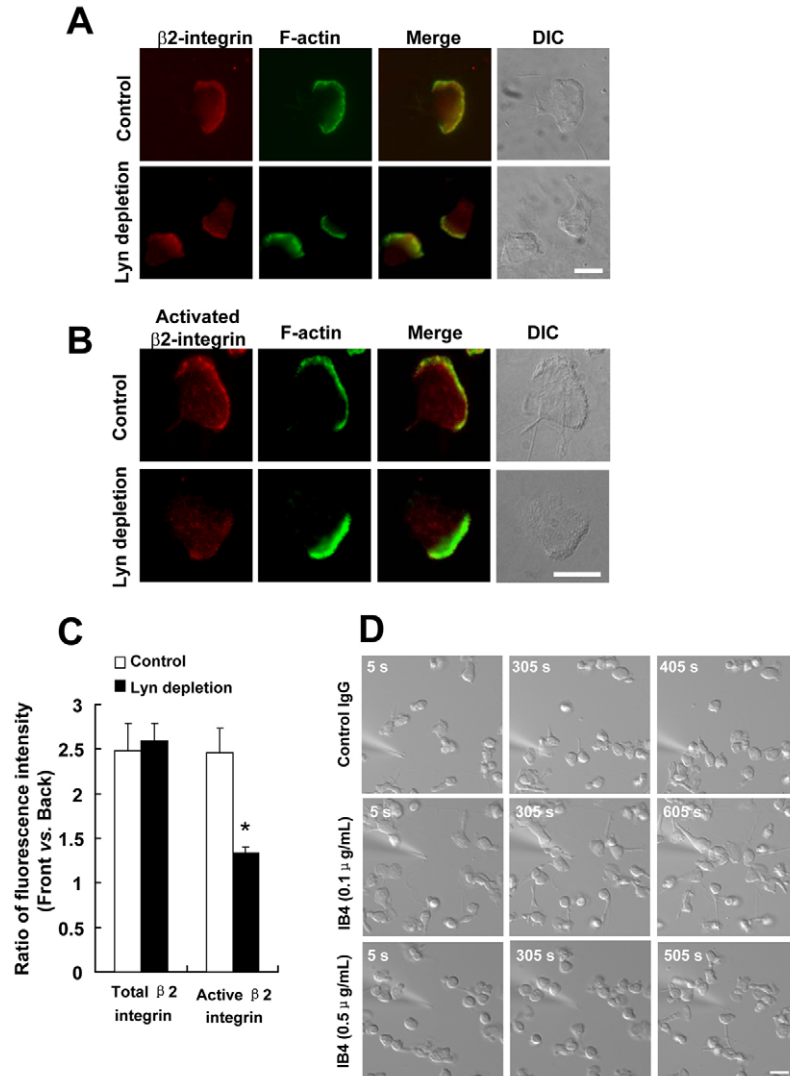 A
β2-integrin F-actin Merge DIC
Control
Lyn depletion
B
Activated
β2-integrin F-actin Merge DIC
Control
Lyn depletion
C
Control
Lyn depletion
Ratio of fluorescence intensity
(Front vs. Back)
3
2.5
2
1.5
1
0.5
0
*
Total β2
integrin
Active β2
integrin
D
Control IgG
5 s 305 s 405 s
IB4 (0.1 μg/mL)
5 s 305 s 605 s
IB4 (0.5 μg/mL)
5 s 305 s 505 s